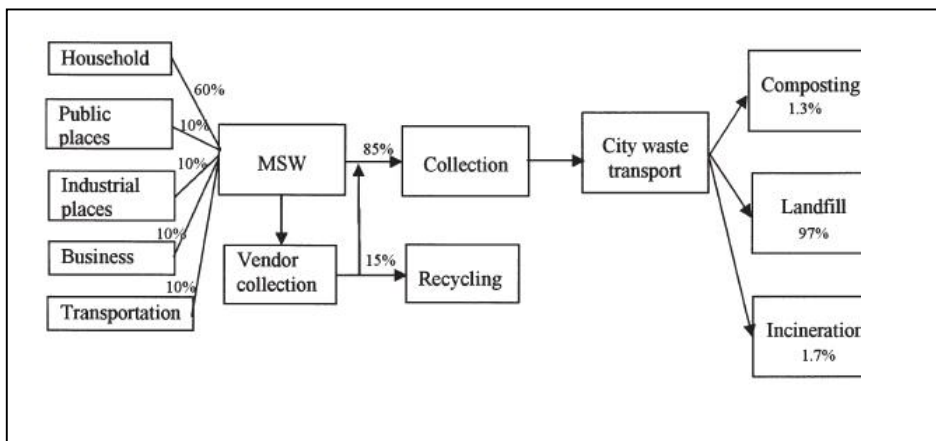 Household
60%
Public
places
10%
Industrial
places
10%
Business
10%
Transportation
10%
MSW
85%
Collection
Vendor
collection
15%
Recycling
City waste
transport
Composting
1.3%
Landfill
97%
Incineration
1.7%